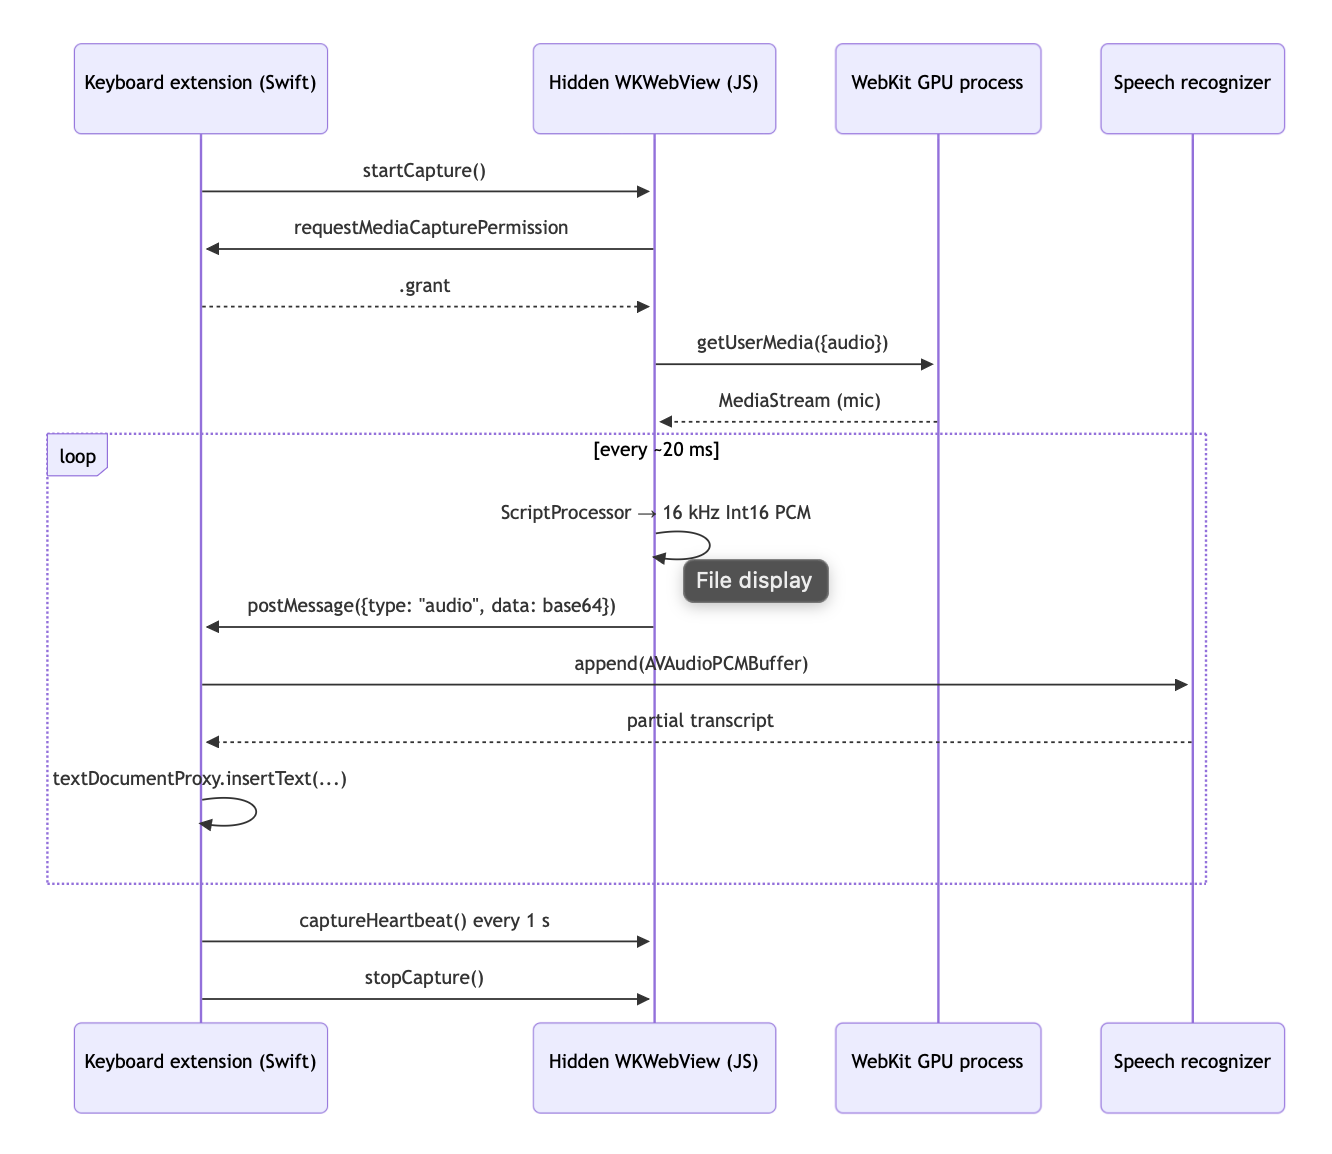 Keyboard extension (Swift)
Hidden WKWebView (JS)
WebKit GPU process
Speech recognizer
startCapture()
requestMediaCapturePermission
.grant
getUserMedia({audio})
MediaStream (mic)
loop
[every ~20 ms]
ScriptProcessor → 16 kHz Int16 PCM
File display
postMessage({type: "audio", data: base64})
append(AVAudioPCMBuffer)
partial transcript
textDocumentProxy.insertText(...)
captureHeartbeat() every 1 s
stopCapture()
Keyboard extension (Swift)
Hidden WKWebView (JS)
WebKit GPU process
Speech recognizer